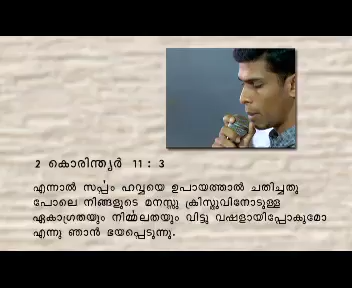 2 കൊരിന്ത്യർ 11 : 3
എന്നാൽ സർപ്പം ഹവ്വയെ ഉപായത്താൽ ചതിച്ചതു
പോലെ നിങ്ങളുടെ മനസ്സു ക്രിസ്തുവിനോടുള്ള
ഏകാഗ്രതയും നിർമ്മലതയും വിട്ടു വഷളായിപ്പോകുമോ
എന്നു ഞാൻ ഭയപ്പെടുന്നു.